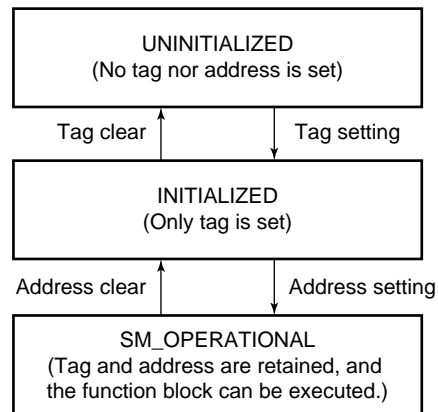 UNINITIALIZED
(No tag nor address is set)
Tag clear
Tag setting
INITIALIZED
(Only tag is set)
Address clear
Address setting
SM_OPERATIONAL
(Tag and address are retained, and
the function block can be executed.)